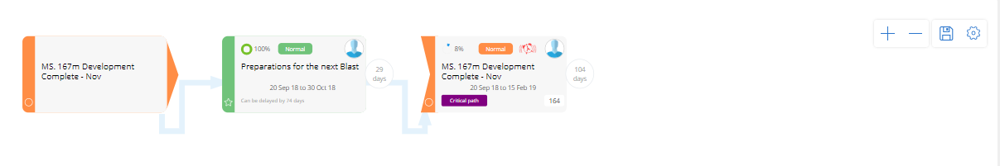 MS. 167m Development
Complete - Nov
100% Normal
Preparations for the next Blast
20 Sep 18 to 30 Oct 18
Can be delayed by 74 days
29
days
8% Normal
MS. 167m Development
Complete - Nov
20 Sep 18 to 15 Feb 19
Critical path 164
104
days